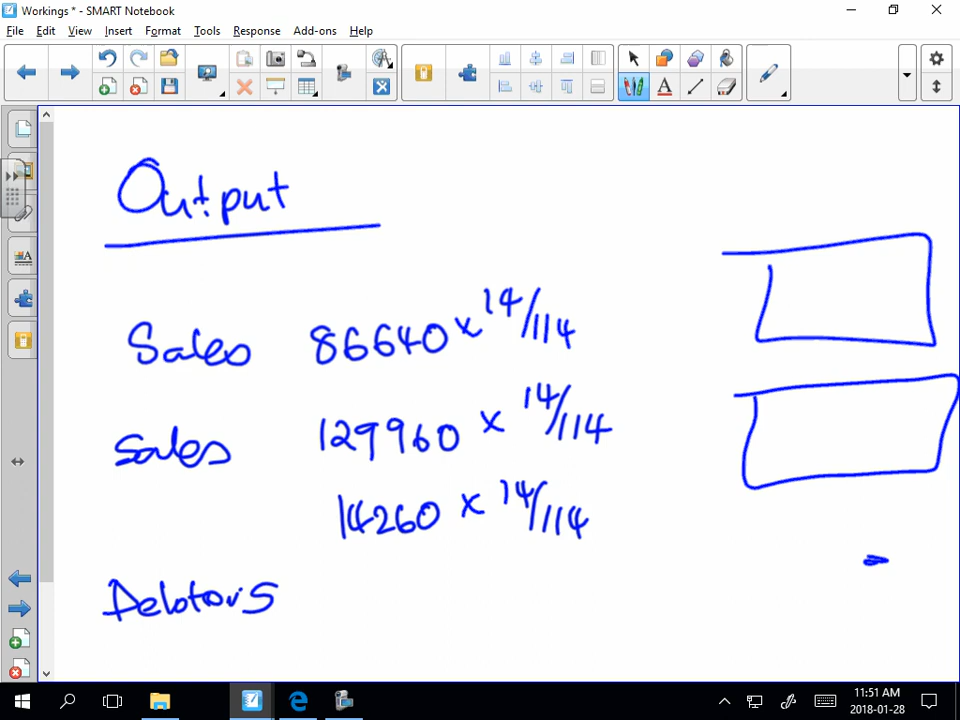 Workings * - SMART Notebook
File Edit View Insert Format Tools Response Add-ons Help
Output
Sales 86640 x 14/114
Sales 129960 x 14/114
14260 x 14/114
Debtors
11:51 AM
2018-01-28